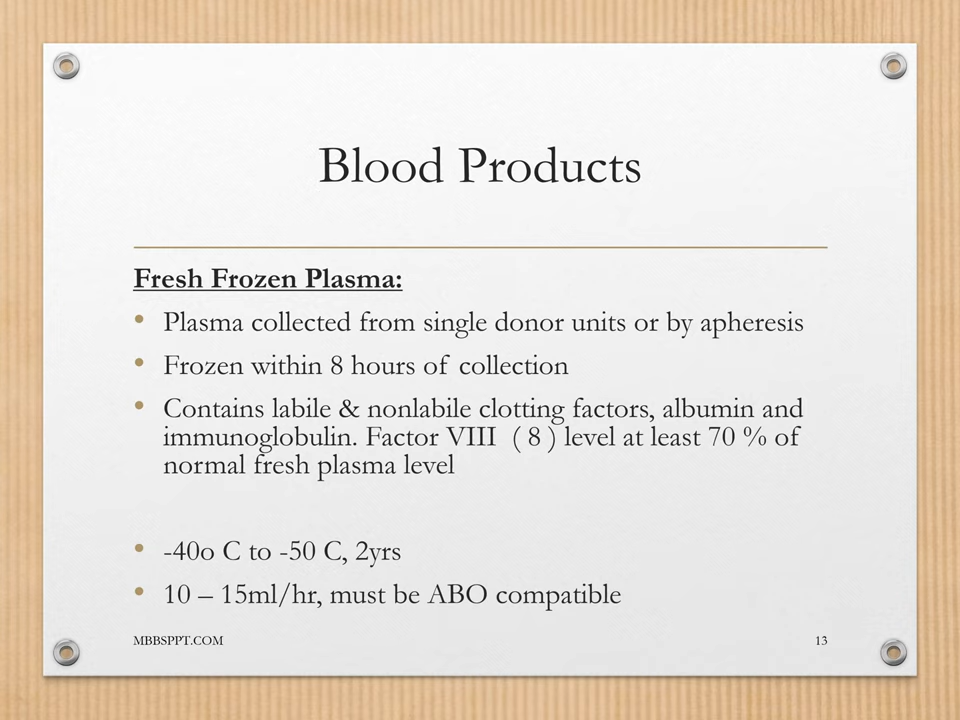 Blood Products
Fresh Frozen Plasma:
• Plasma collected from single donor units or by apheresis
• Frozen within 8 hours of collection
• Contains labile & nonlabile clotting factors, albumin and
immunoglobulin. Factor VIII ( 8 ) level at least 70 % of
normal fresh plasma level
• -40o C to -50 C, 2yrs
• 10 – 15ml/hr, must be ABO compatible
MBBSPPT.COM
13